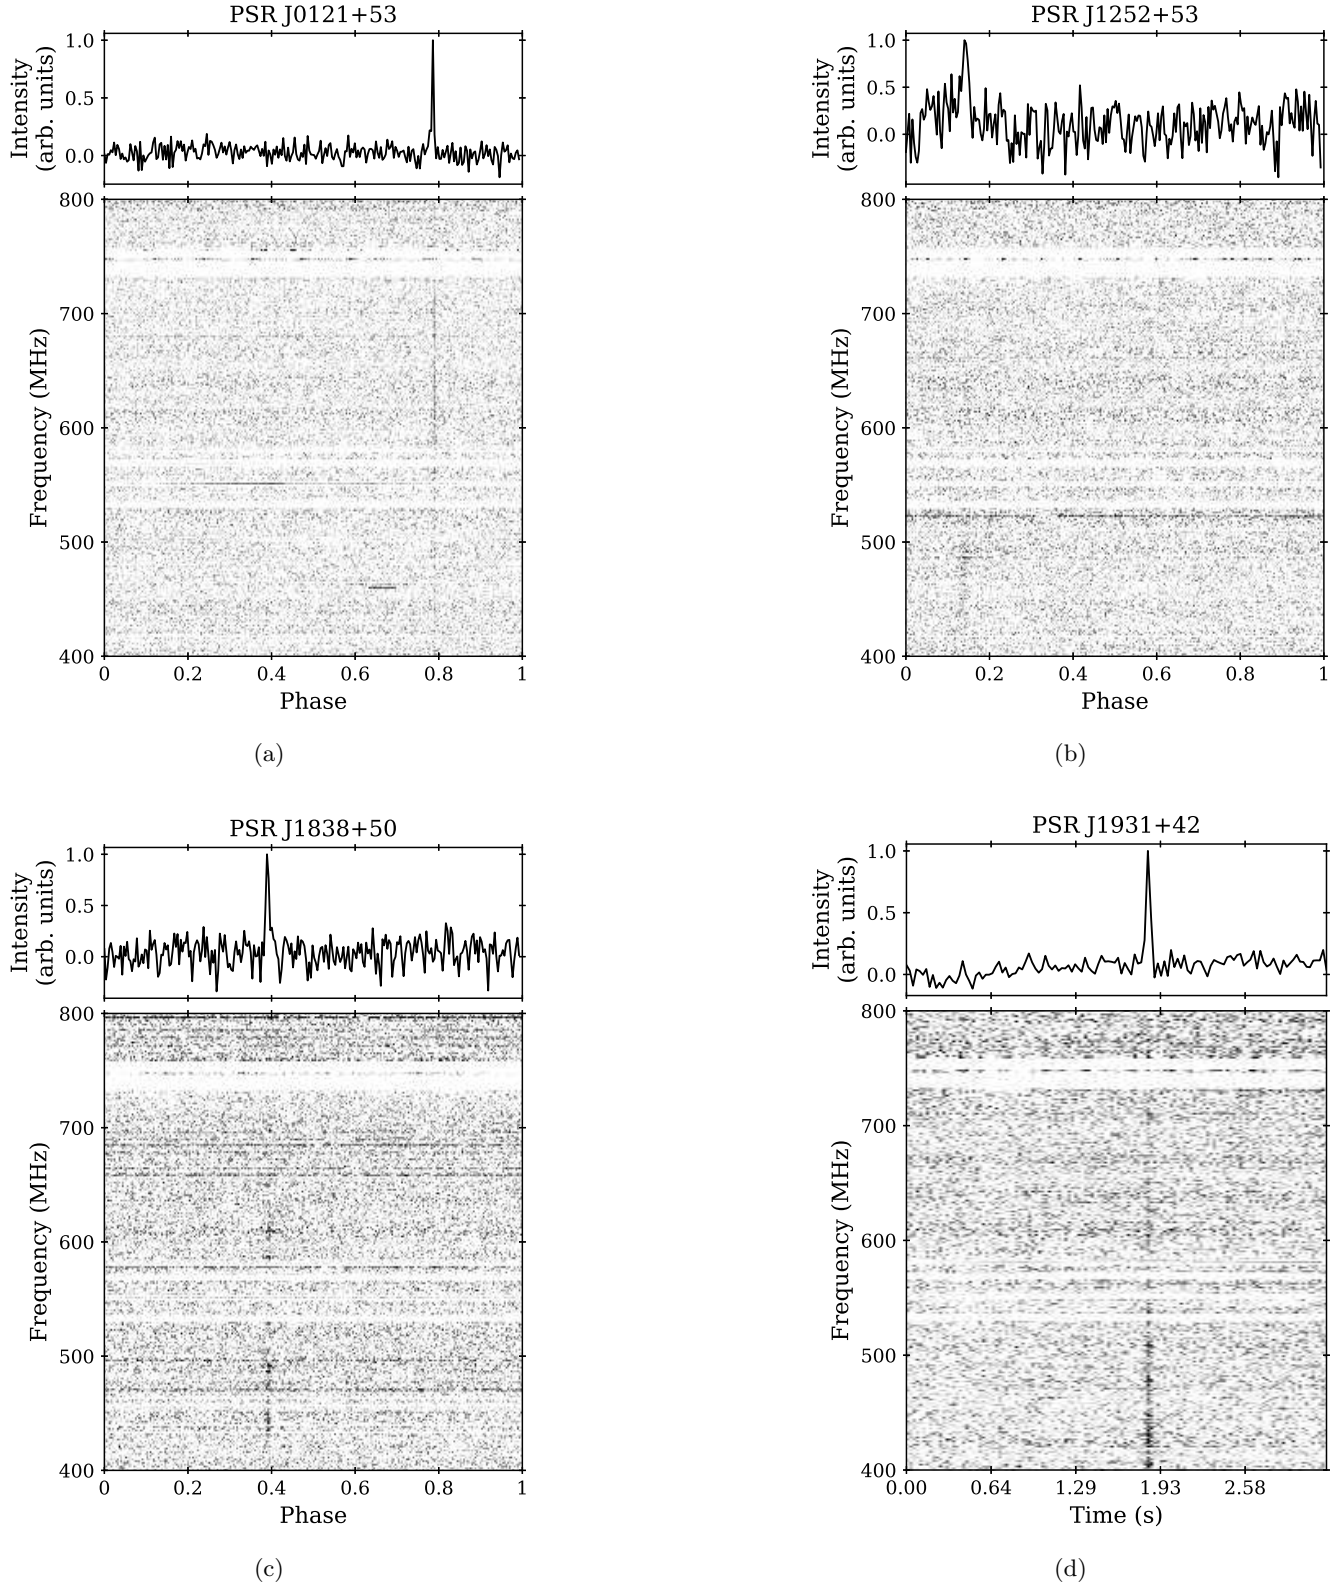 PSR J0121+53
1.0
0.5
0.0
Intensity
(arb. units)
800
700
600
500
400
Frequency (MHz)
0 0.2 0.4 0.6 0.8 1
Phase
(a)
PSR J1252+53
1.0
0.5
0.0
Intensity
(arb. units)
800
700
600
500
400
Frequency (MHz)
0 0.2 0.4 0.6 0.8 1
Phase
(b)
PSR J1838+50
1.0
0.5
0.0
Intensity
(arb. units)
800
700
600
500
400
Frequency (MHz)
0 0.2 0.4 0.6 0.8 1
Phase
(c)
PSR J1931+42
1.0
0.5
0.0
Intensity
(arb. units)
800
700
600
500
400
Frequency (MHz)
0.00 0.64 1.29 1.93 2.58
Time (s)
(d)